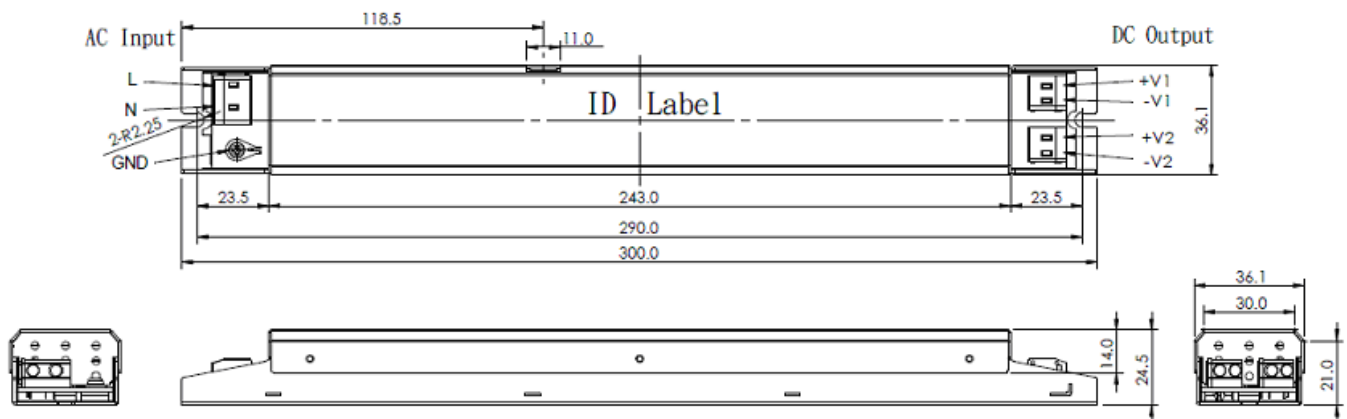 118.5
AC Input
11.0
DC Output
L
N
2-R2.25
GND
ID Label
+V1
-V1
+V2
-V2
36.1
23.5
243.0
23.5
290.0
300.0
36.1
30.0
14.0
24.5
21.0